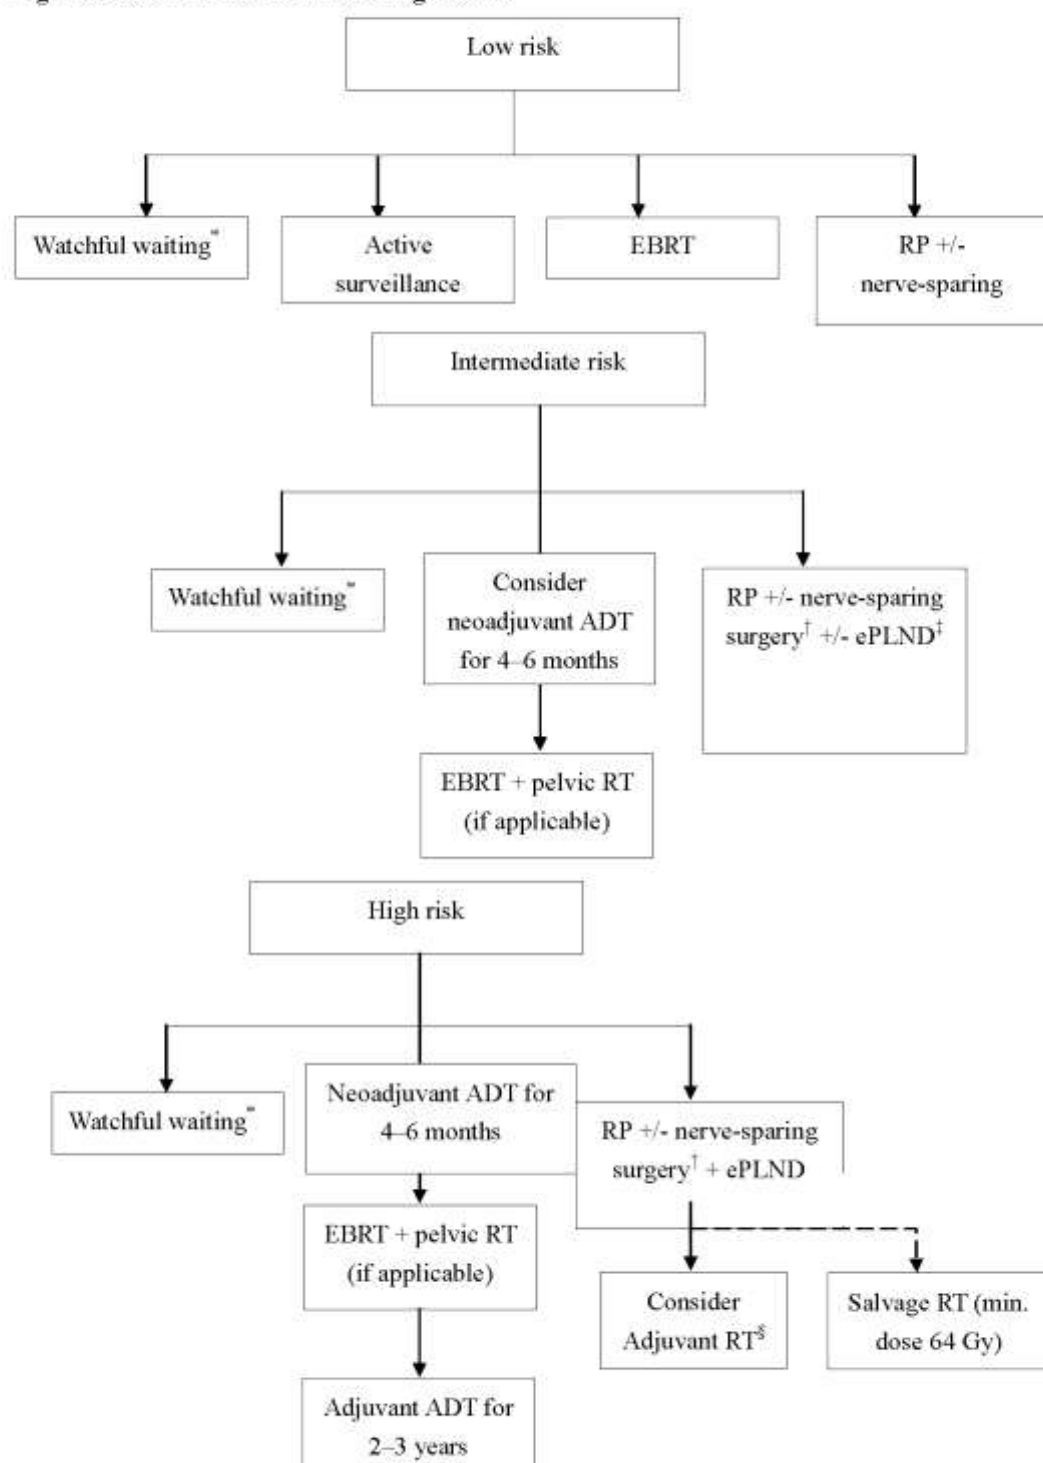 Low risk
Watchful waiting*
Active
surveillance
EBRT
RP +/-
nerve-sparing
Intermediate risk
Watchful waiting*
Consider
neoadjuvant ADT
for 4–6 months
RP +/- nerve-sparing
surgery† +/- ePLND‡
EBRT + pelvic RT
(if applicable)
High risk
Watchful waiting*
Neoadjuvant ADT for
4–6 months
RP +/- nerve-sparing
surgery† + ePLND
EBRT + pelvic RT
(if applicable)
Consider
Adjuvant RT§
Salvage RT (min.
dose 64 Gy)
Adjuvant ADT for
2–3 years